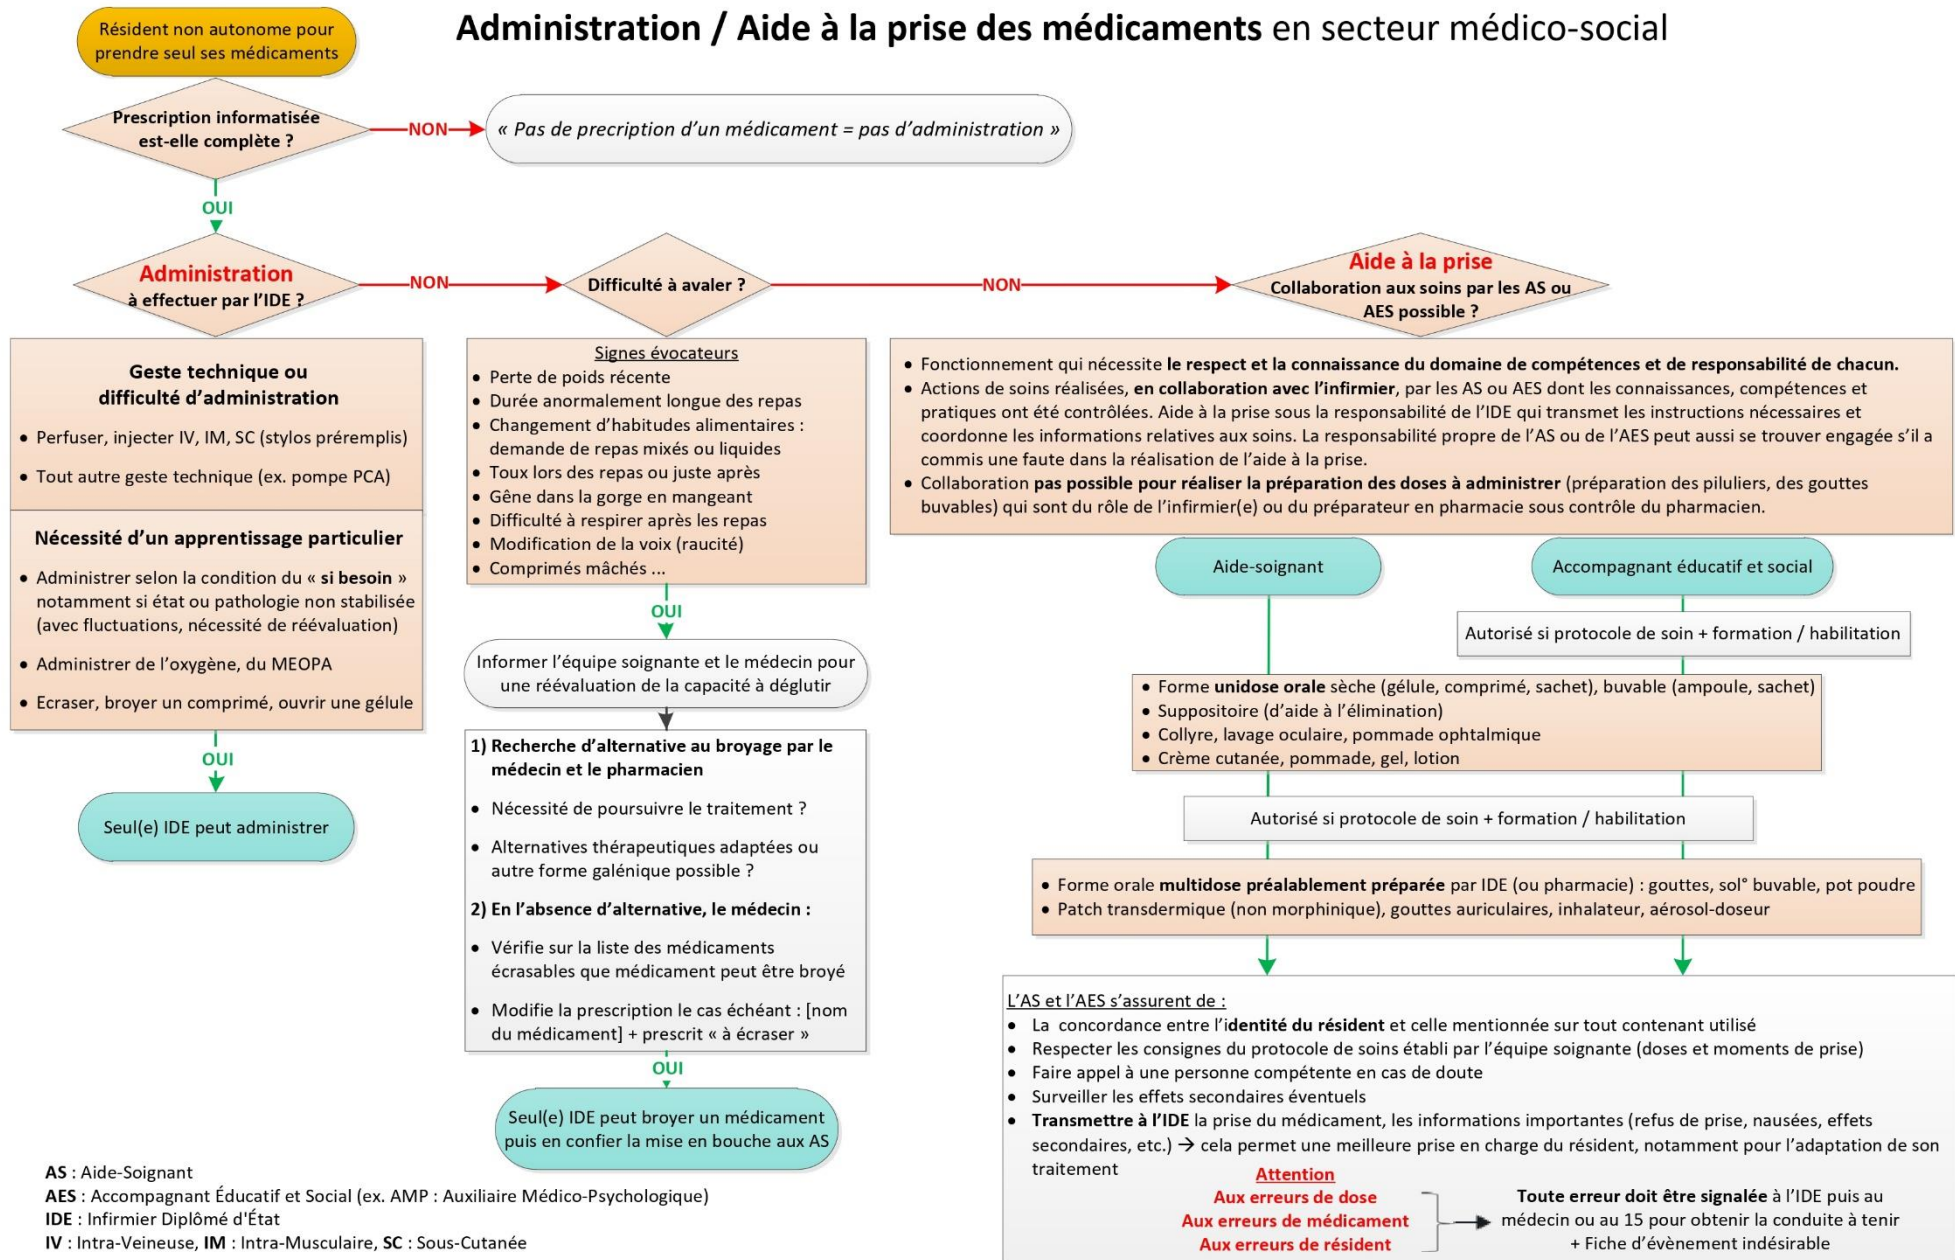 Administration / Aide à la prise des médicaments en secteur médico-social
Résident non autonome pour
prendre seul ses médicaments
Prescription informatisée
est-elle complète ?
NON
« Pas de precription d'un médicament = pas d'administration »
OUI
Administration
à effectuer par l'IDE ?
NON
Difficulté à avaler ?
NON
Aide à la prise
Collaboration aux soins par les AS ou
AES possible ?
Geste technique ou
difficulté d'administration
• Perfuser, injecter IV, IM, SC (stylos préremplis)
• Tout autre geste technique (ex. pompe PCA)
Nécessité d'un apprentissage particulier
• Administrer selon la condition du « si besoin »
notamment si état ou pathologie non stabilisée
(avec fluctuations, nécessité de réévaluation)
• Administrer de l'oxygène, du MEOPA
• Ecraser, broyer un comprimé, ouvrir une gélule
OUI
Seul(e) IDE peut administrer
Signes évocateurs
• Perte de poids récente
• Durée anormalement longue des repas
• Changement d'habitudes alimentaires :
demande de repas mixés ou liquides
• Toux lors des repas ou juste après
• Gêne dans la gorge en mangeant
• Difficulté à respirer après les repas
• Modification de la voix (raucité)
• Comprimés mâchés ...
OUI
Informer l'équipe soignante et le médecin pour
une réévaluation de la capacité à déglutir
1) Recherche d'alternative au broyage par le
médecin et le pharmacien
• Nécessité de poursuivre le traitement ?
• Alternatives thérapeutiques adaptées ou
autre forme galénique possible ?
2) En l'absence d'alternative, le médecin :
• Vérifie sur la liste des médicaments
écrasables que médicament peut être broyé
• Modifie la prescription le cas échéant : [nom
du médicament] + prescrit « à écraser »
OUI
Seul(e) IDE peut broyer un médicament
puis en confier la mise en bouche aux AS
• Fonctionnement qui nécessite le respect et la connaissance du domaine de compétences et de responsabilité de chacun.
• Actions de soins réalisées, en collaboration avec l'infirmier, par les AS ou AES dont les connaissances, compétences et
pratiques ont été contrôlées. Aide à la prise sous la responsabilité de l'IDE qui transmet les instructions nécessaires et
coordonne les informations relatives aux soins. La responsabilité propre de l'AS ou de l'AES peut aussi se trouver engagée s'il a
commis une faute dans la réalisation de l'aide à la prise.
• Collaboration pas possible pour réaliser la préparation des doses à administrer (préparation des piluliers, des gouttes
buvables) qui sont du rôle de l'infirmier(e) ou du préparateur en pharmacie sous contrôle du pharmacien.
Aide-soignant
Accompagnant éducatif et social
Autorisé si protocole de soin + formation / habilitation
• Forme unidose orale sèche (gélule, comprimé, sachet), buvable (ampoule, sachet)
• Suppositoire (d'aide à l'élimination)
• Collyre, lavage oculaire, pommade ophtalmique
• Crème cutanée, pommade, gel, lotion
Autorisé si protocole de soin + formation / habilitation
• Forme orale multidose préalablement préparée par IDE (ou pharmacie) : gouttes, sol° buvable, pot poudre
• Patch transdermique (non morphinique), gouttes auriculaires, inhalateur, aérosol-doseur
L'AS et l'AES s'assurent de :
• La concordance entre l'identité du résident et celle mentionnée sur tout contenant utilisé
• Respecter les consignes du protocole de soins établi par l'équipe soignante (doses et moments de prise)
• Faire appel à une personne compétente en cas de doute
• Surveiller les effets secondaires éventuels
• Transmettre à l'IDE la prise du médicament, les informations importantes (refus de prise, nausées, effets
secondaires, etc.) → cela permet une meilleure prise en charge du résident, notamment pour l'adaptation de son
traitement
Attention
Aux erreurs de dose
Aux erreurs de médicament
Aux erreurs de résident
Toute erreur doit être signalée à l'IDE puis au
médecin ou au 15 pour obtenir la conduite à tenir
+ Fiche d'évènement indésirable
AS : Aide-Soignant
AES : Accompagnant Éducatif et Social (ex. AMP : Auxiliaire Médico-Psychologique)
IDE : Infirmier Diplômé d'État
IV : Intra-Veineuse, IM : Intra-Musculaire, SC : Sous-Cutanée